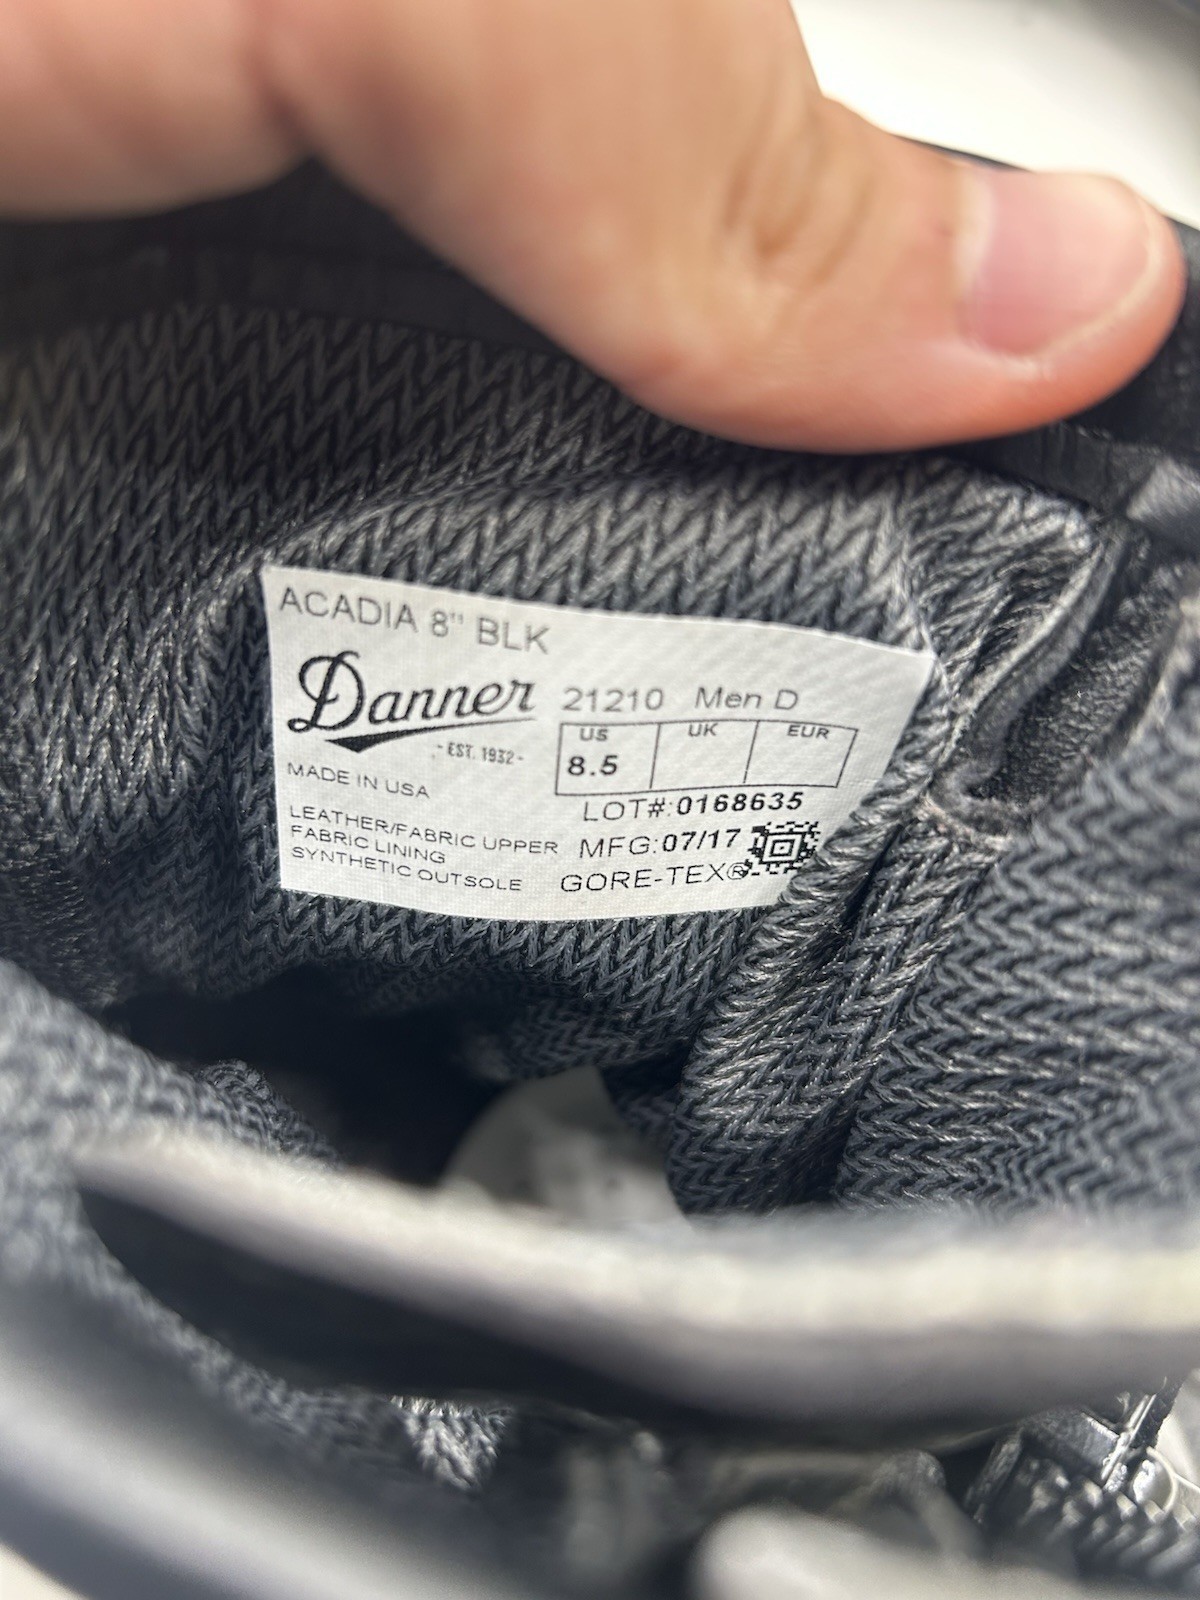 ACADIA 8" BLK
Danner
- EST. 1932 -
21210 Men D
US UK EUR
8.5
MADE IN USA
LOT#:0168635
LEATHER/FABRIC UPPER
FABRIC LINING
SYNTHETIC OUTSOLE
MFG:07/17
GORE-TEX®